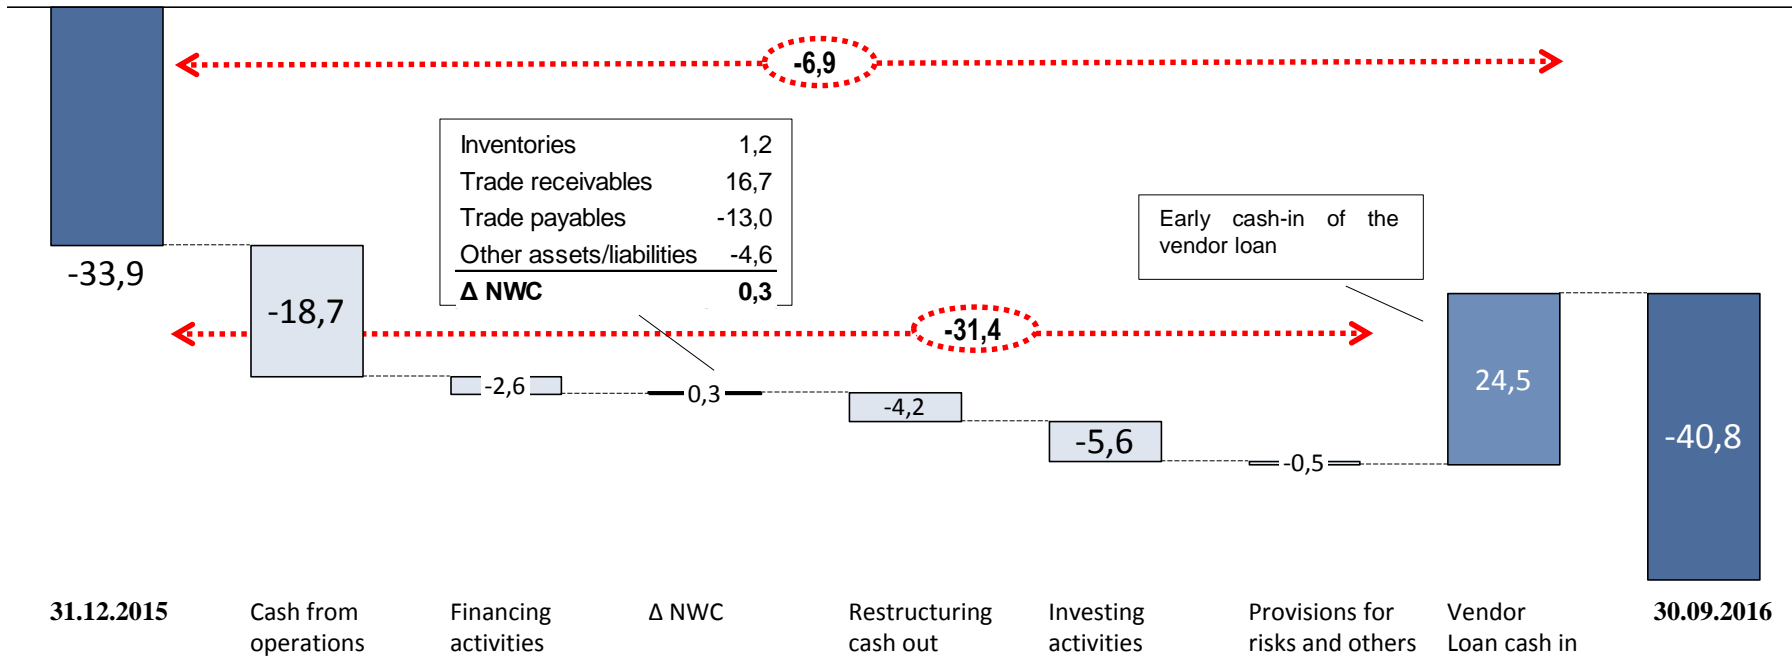 -6,9
Inventories 1,2
Trade receivables 16,7
Trade payables -13,0
Other assets/liabilities -4,6
Δ NWC 0,3
Early cash-in of the
vendor loan
-33,9
-18,7
-31,4
-2,6
0,3
-4,2
-5,6
-0,5
24,5
-40,8
31.12.2015
Cash from
operations
Financing
activities
Δ NWC
Restructuring
cash out
Investing
activities
Provisions for
risks and others
Vendor
Loan cash in
30.09.2016